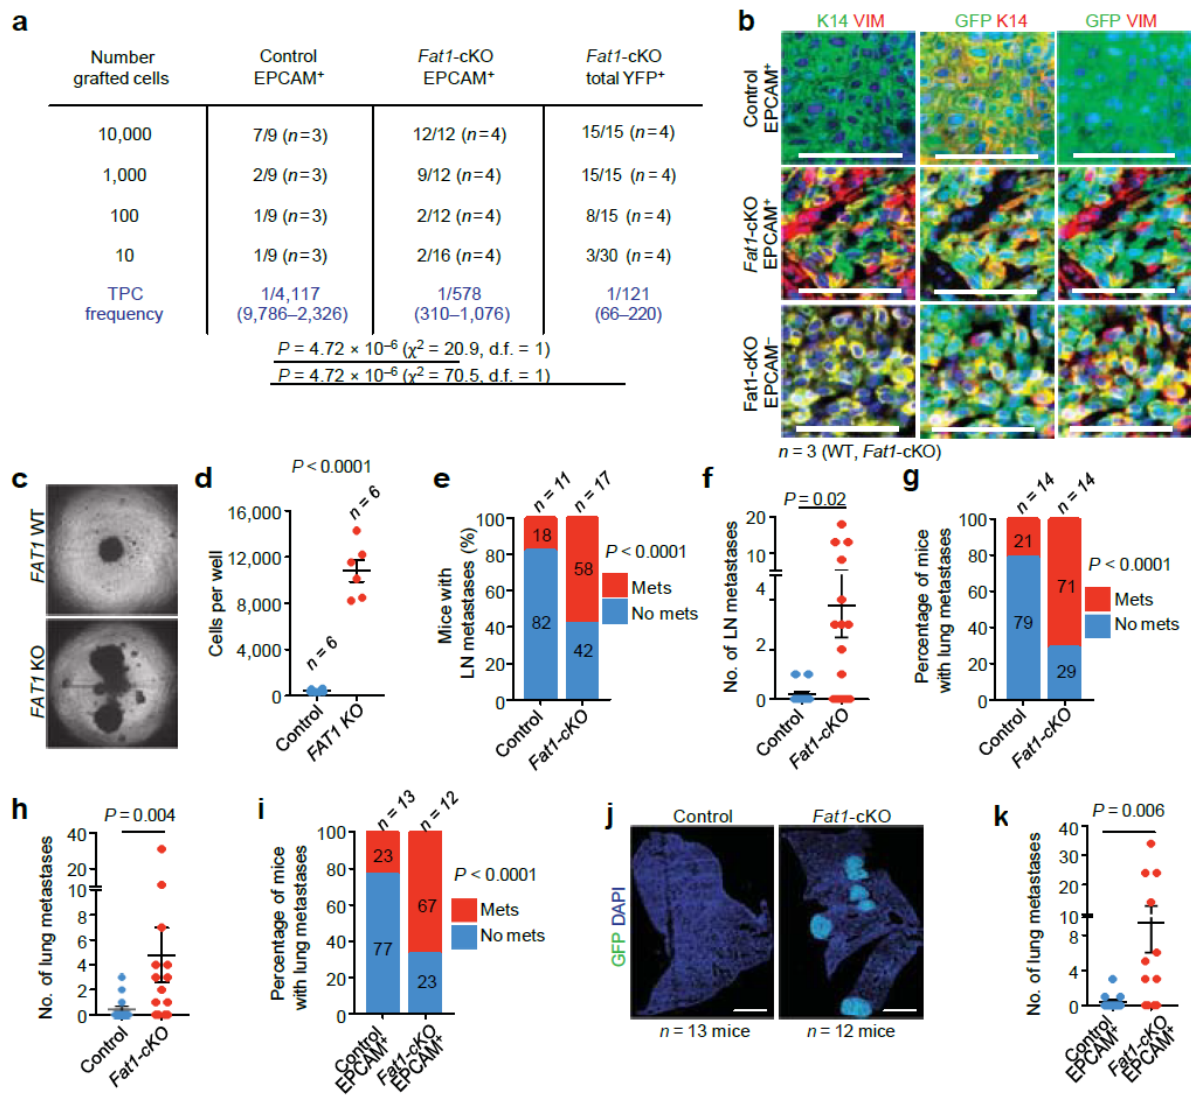 a
Number grafted cells
Control EPCAM⁺
Fat1-cKO EPCAM⁺
Fat1-cKO total YFP⁺
10,000 7/9 (n=3) 12/12 (n=4) 15/15 (n=4)
1,000 2/9 (n=3) 9/12 (n=4) 15/15 (n=4)
100 1/9 (n=3) 2/12 (n=4) 8/15 (n=4)
10 1/9 (n=3) 2/16 (n=4) 3/30 (n=4)
TPC 1/4,117 1/578 1/121
frequency (9,786–2,326) (310–1,076) (66–220)
P = 4.72 × 10⁻⁶ (χ² = 20.9, d.f. = 1)
P = 4.72 × 10⁻⁶ (χ² = 70.5, d.f. = 1)
b
K14 VIM
GFP K14
GFP VIM
Control EPCAM⁺
Fat1-cKO EPCAM⁺
Fat1-cKO EPCAM⁻
n = 3 (WT, Fat1-cKO)
c
FAT1 WT
FAT1 KO
d
P < 0.0001
n = 6
n = 6
Cells per well
16,000
12,000
8,000
4,000
0
Control
FAT1 KO
e
n = 11
n = 17
Mice with
LN metastases (%)
100
80
60
40
20
0
18
82
58
42
P < 0.0001
Mets
No mets
Control
Fat1-cKO
f
P = 0.02
No. of LN metastases
20
15
10
5
4
2
0
Control
Fat1-cKO
g
n = 14
n = 14
Percentage of mice
with lung metastases
100
80
60
40
20
0
21
79
71
29
P < 0.0001
Mets
No mets
Control
Fat1-cKO
h
P = 0.004
No. of lung metastases
40
30
20
10
8
6
4
2
0
Control
Fat1-cKO
i
n = 13
n = 12
Percentage of mice
with lung metastases
100
80
60
40
20
0
23
77
67
23
P < 0.0001
Mets
No mets
Control
EPCAM⁺
Fat1-cKO
EPCAM⁺
j
Control
Fat1-cKO
GFP DAPI
n = 13 mice
n = 12 mice
k
P = 0.006
No. of lung metastases
40
30
20
10
8
4
0
Control
EPCAM⁺
Fat1-cKO
EPCAM⁺